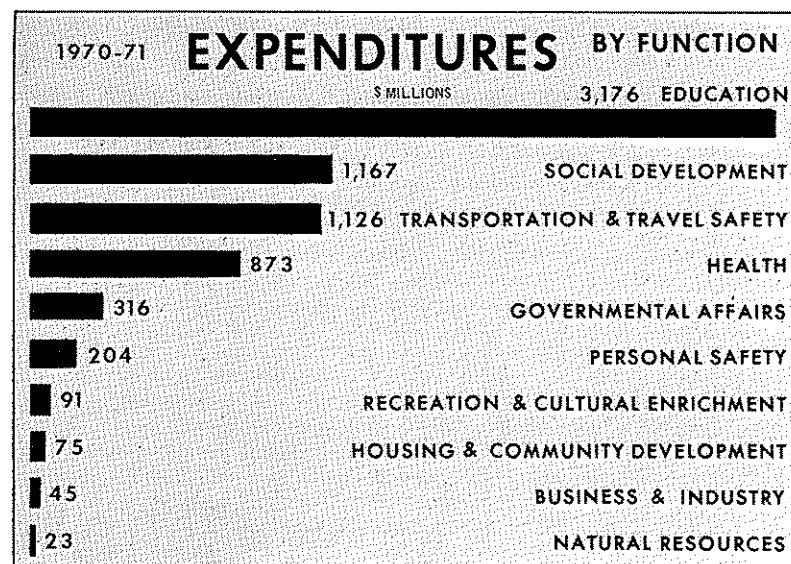 1970-71 EXPENDITURES BY FUNCTION
$ MILLIONS 3,176 EDUCATION
1,167 SOCIAL DEVELOPMENT
1,126 TRANSPORTATION & TRAVEL SAFETY
873 HEALTH
316 GOVERNMENTAL AFFAIRS
204 PERSONAL SAFETY
91 RECREATION & CULTURAL ENRICHMENT
75 HOUSING & COMMUNITY DEVELOPMENT
45 BUSINESS & INDUSTRY
23 NATURAL RESOURCES